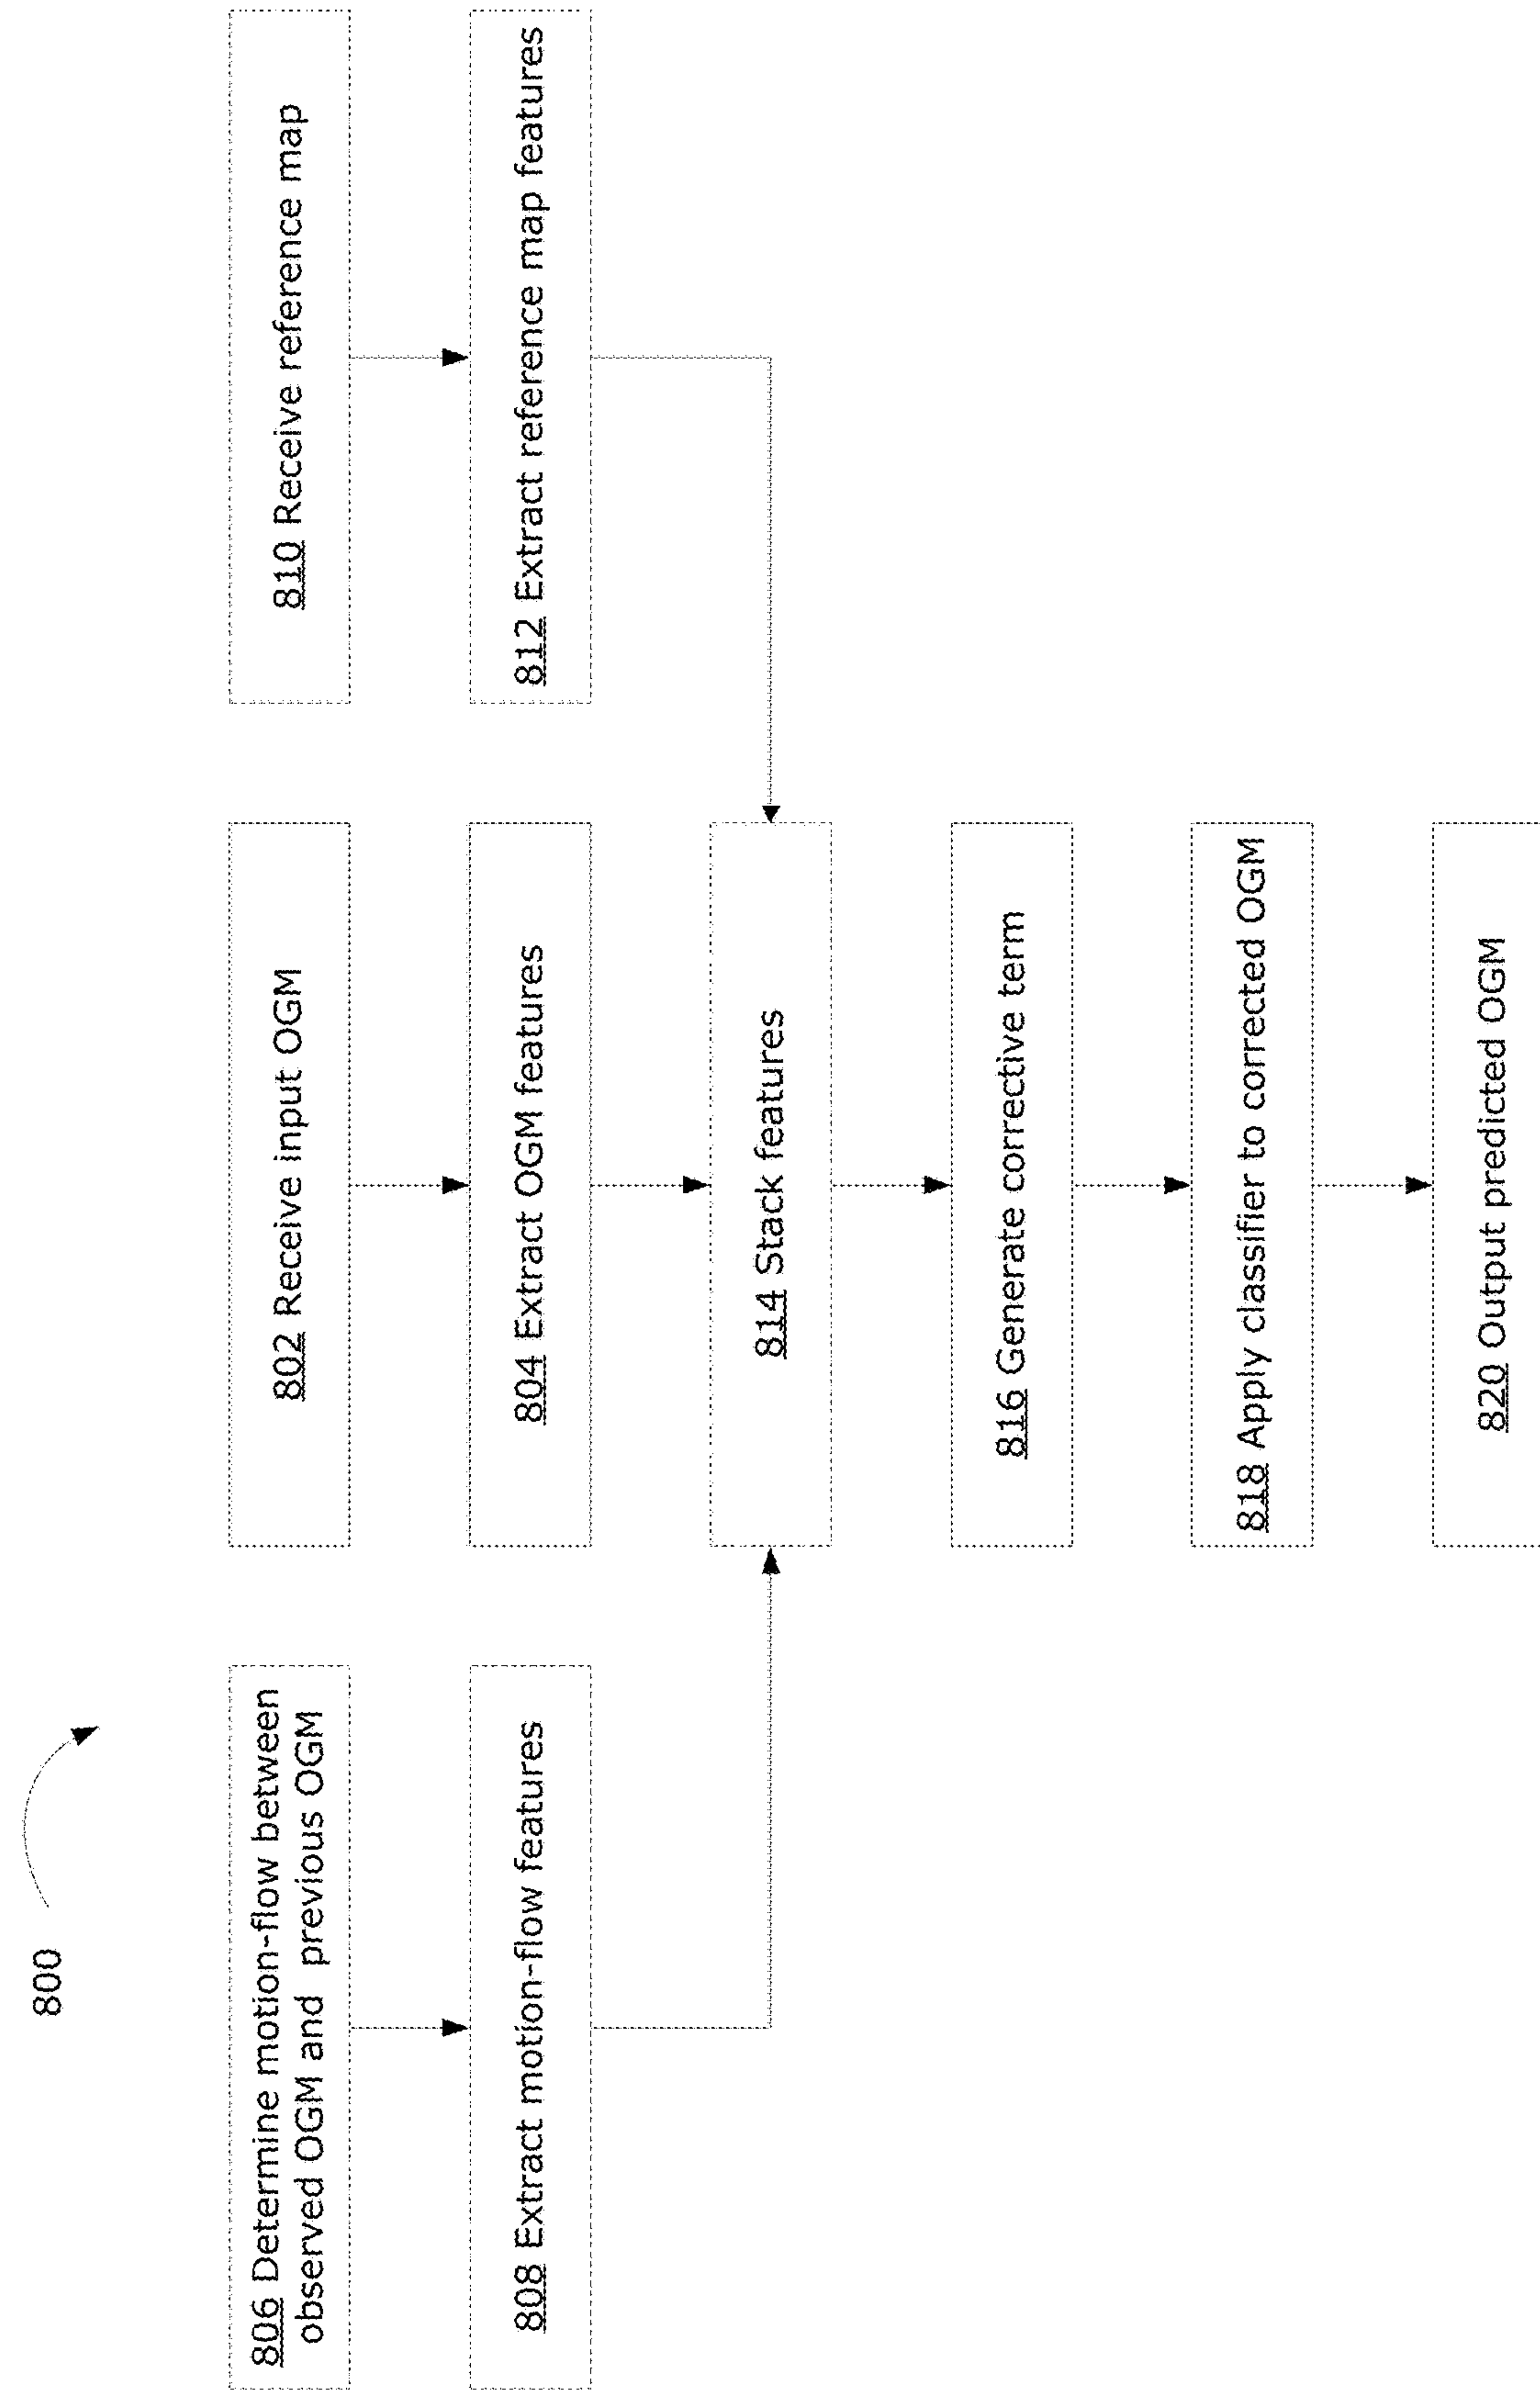 800
806 Determine motion-flow between
observed OGM and previous OGM
808 Extract motion-flow features
802 Receive input OGM
804 Extract OGM features
810 Receive reference map
812 Extract reference map features
814 Stack features
816 Generate corrective term
818 Apply classifier to corrected OGM
820 Output predicted OGM